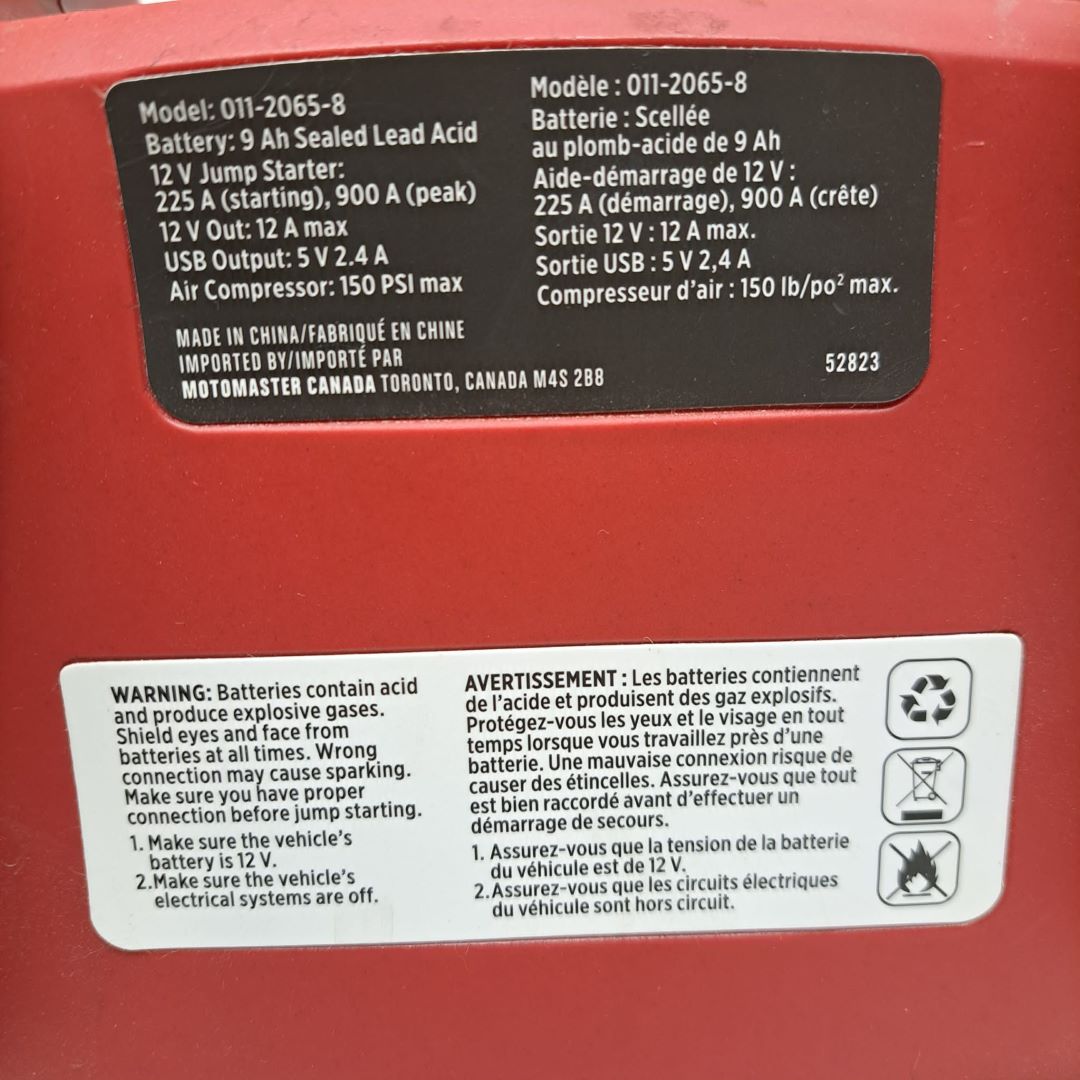 Model: 011-2065-8
Battery: 9 Ah Sealed Lead Acid
12 V Jump Starter:
225 A (starting), 900 A (peak)
12 V Out: 12 A max
USB Output: 5 V 2.4 A
Air Compressor: 150 PSI max
Modèle : 011-2065-8
Batterie : Scellée
au plomb-acide de 9 Ah
Aide-démarrage de 12 V :
225 A (démarrage), 900 A (crête)
Sortie 12 V : 12 A max.
Sortie USB : 5 V 2,4 A
Compresseur d'air : 150 lb/po² max.
MADE IN CHINA/FABRIQUÉ EN CHINE
IMPORTED BY/IMPORTÉ PAR
MOTOMASTER CANADA TORONTO, CANADA M4S 2B8
52823
WARNING: Batteries contain acid
and produce explosive gases.
Shield eyes and face from
batteries at all times. Wrong
connection may cause sparking.
Make sure you have proper
connection before jump starting.
1. Make sure the vehicle's
battery is 12 V.
2.Make sure the vehicle's
electrical systems are off.
AVERTISSEMENT : Les batteries contiennent
de l'acide et produisent des gaz explosifs.
Protégez-vous les yeux et le visage en tout
temps lorsque vous travaillez près d'une
batterie. Une mauvaise connexion risque de
causer des étincelles. Assurez-vous que tout
est bien raccordé avant d'effectuer un
démarrage de secours.
1. Assurez-vous que la tension de la batterie
du véhicule est de 12 V.
2.Assurez-vous que les circuits électriques
du véhicule sont hors circuit.